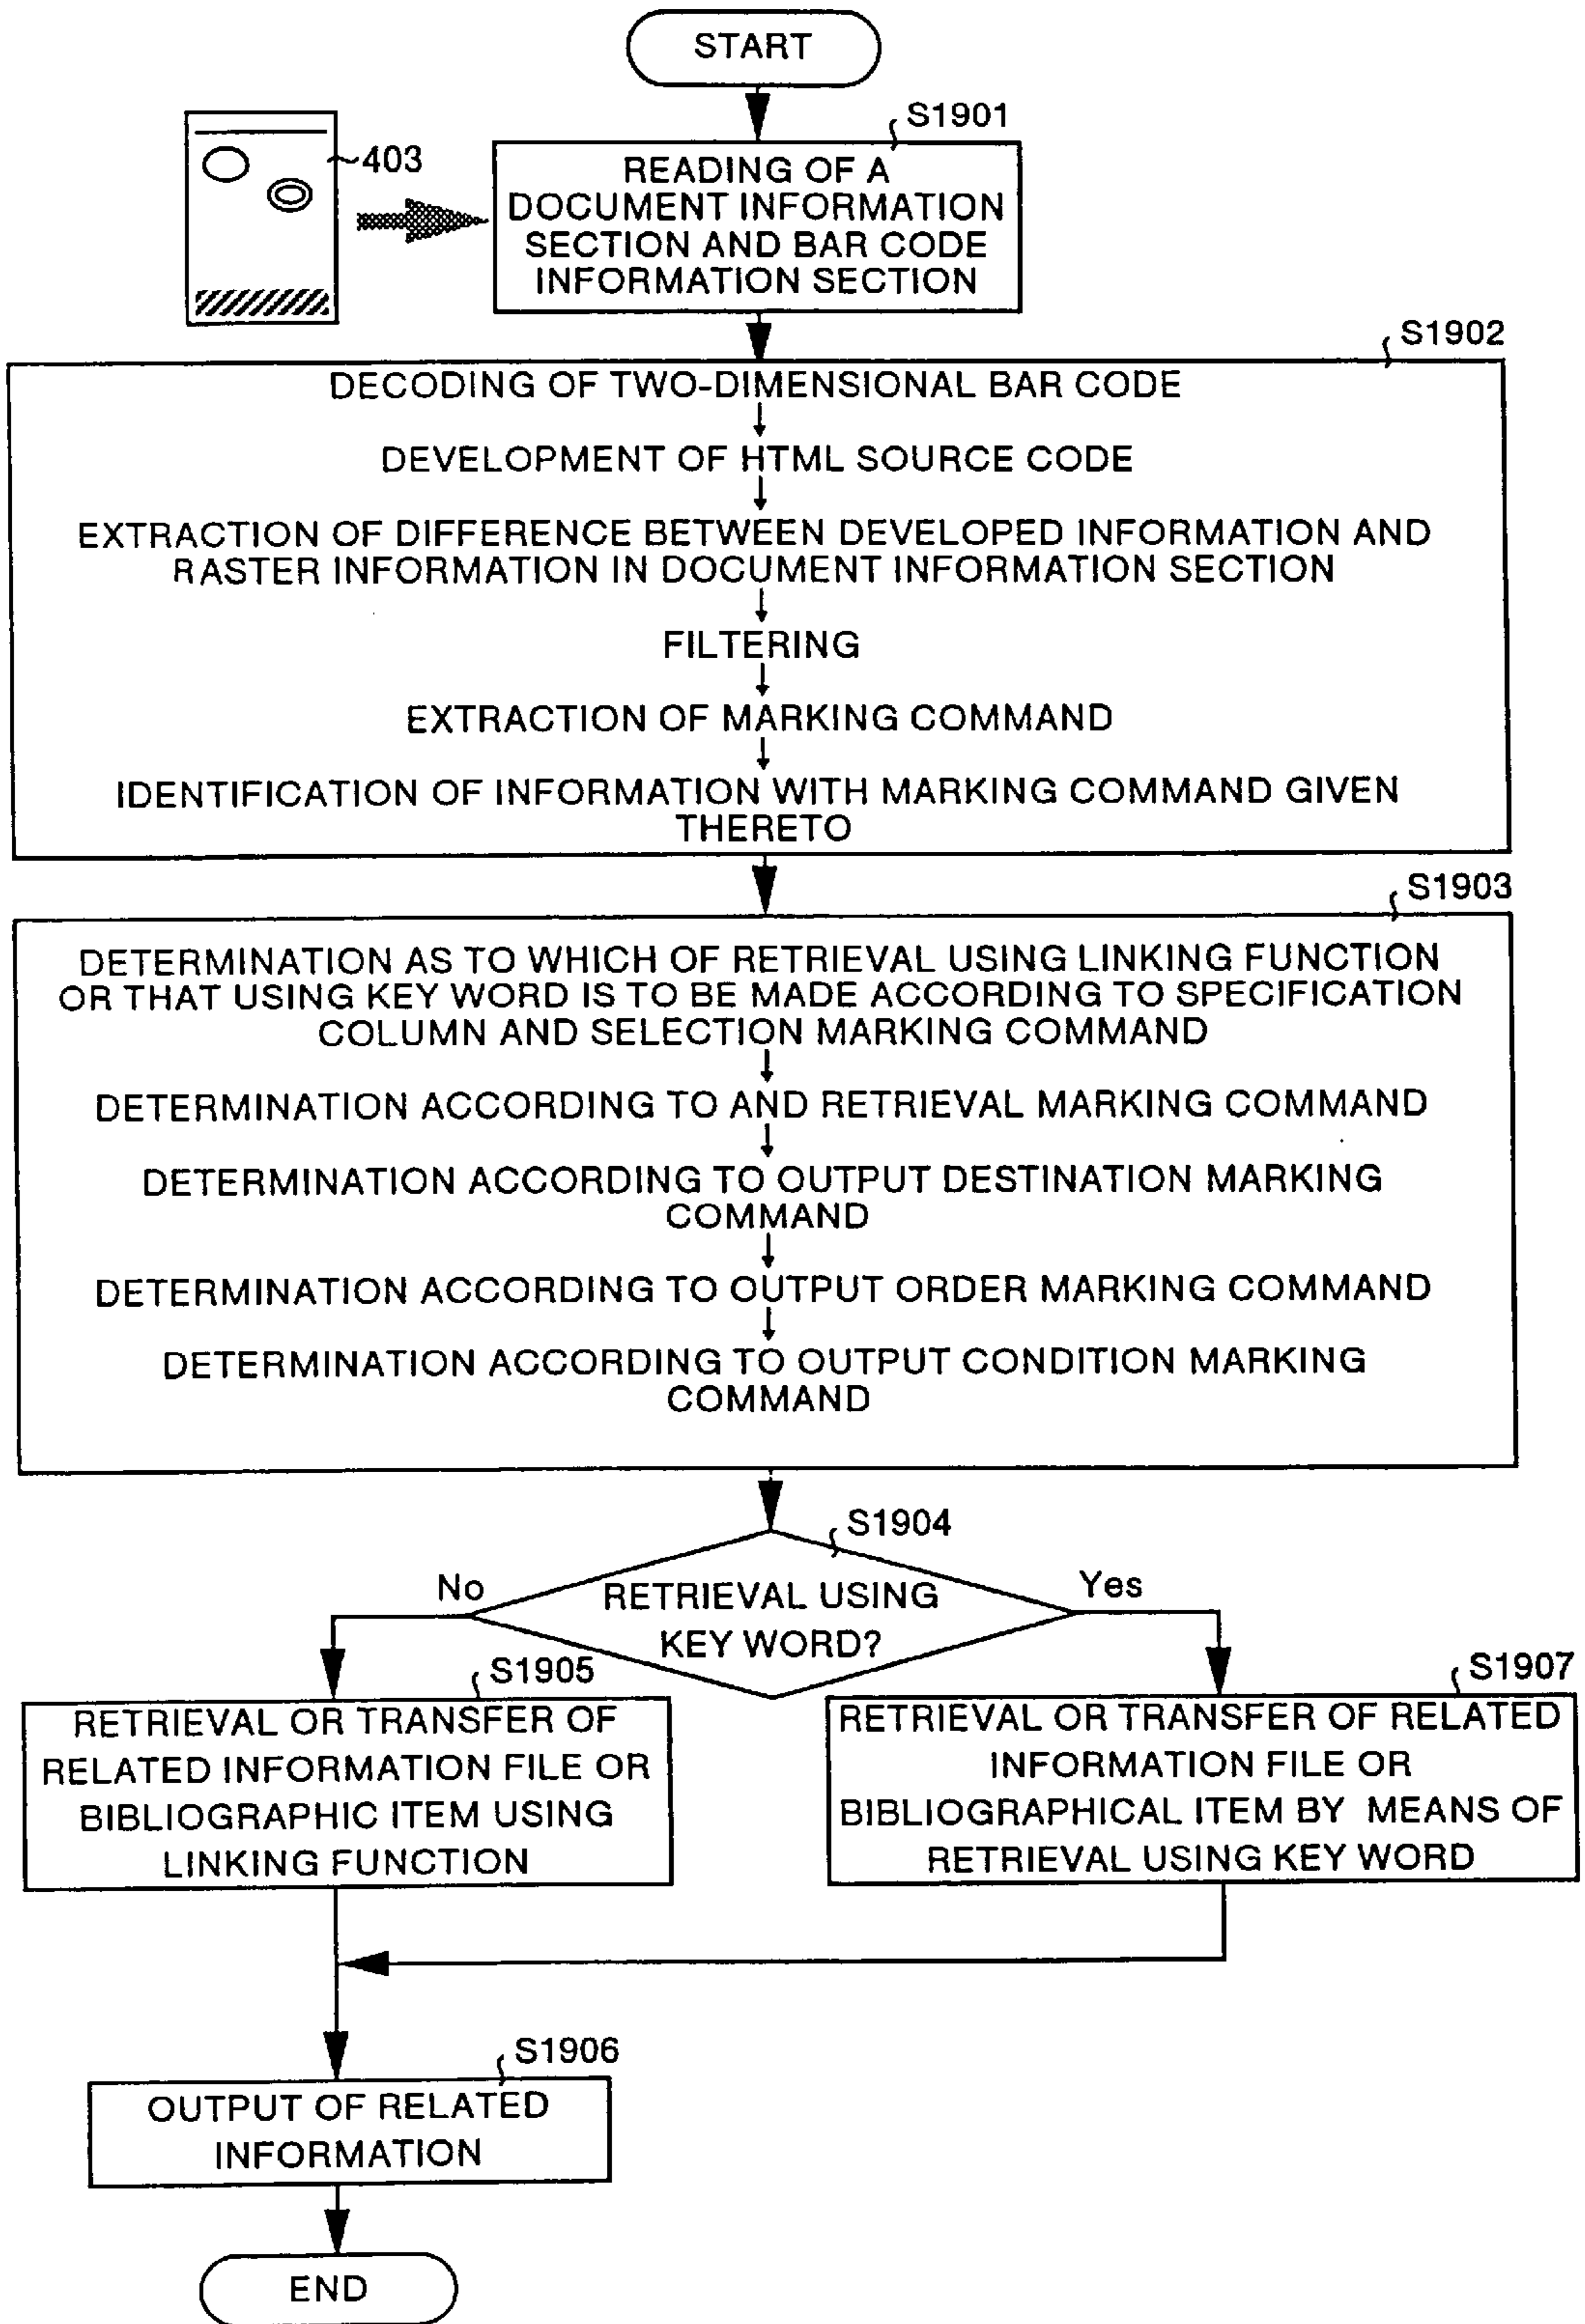 START
S1901
403
READING OF A
DOCUMENT INFORMATION
SECTION AND BAR CODE
INFORMATION SECTION
S1902
DECODING OF TWO-DIMENSIONAL BAR CODE
DEVELOPMENT OF HTML SOURCE CODE
EXTRACTION OF DIFFERENCE BETWEEN DEVELOPED INFORMATION AND
RASTER INFORMATION IN DOCUMENT INFORMATION SECTION
FILTERING
EXTRACTION OF MARKING COMMAND
IDENTIFICATION OF INFORMATION WITH MARKING COMMAND GIVEN
THERETO
S1903
DETERMINATION AS TO WHICH OF RETRIEVAL USING LINKING FUNCTION
OR THAT USING KEY WORD IS TO BE MADE ACCORDING TO SPECIFICATION
COLUMN AND SELECTION MARKING COMMAND
DETERMINATION ACCORDING TO AND RETRIEVAL MARKING COMMAND
DETERMINATION ACCORDING TO OUTPUT DESTINATION MARKING
COMMAND
DETERMINATION ACCORDING TO OUTPUT ORDER MARKING COMMAND
DETERMINATION ACCORDING TO OUTPUT CONDITION MARKING
COMMAND
S1904
No
RETRIEVAL USING
KEY WORD?
Yes
S1905
RETRIEVAL OR TRANSFER OF
RELATED INFORMATION FILE OR
BIBLIOGRAPHIC ITEM USING
LINKING FUNCTION
S1907
RETRIEVAL OR TRANSFER OF RELATED
INFORMATION FILE OR
BIBLIOGRAPHICAL ITEM BY MEANS OF
RETRIEVAL USING KEY WORD
S1906
OUTPUT OF RELATED
INFORMATION
END